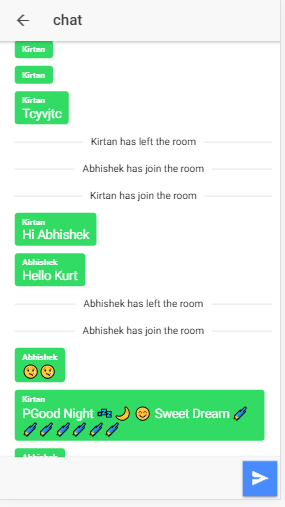 chat
Kirtan
Kirtan
Kirtan
Tcyvjtc
Kirtan has left the room
Abhishek has join the room
Kirtan has join the room
Kirtan
Hi Abhishek
Abhishek
Hello Kurt
Abhishek has left the room
Abhishek has join the room
Abhishek
Kirtan
PGood Night 💤🌙😊 Sweet Dream
Abhishek